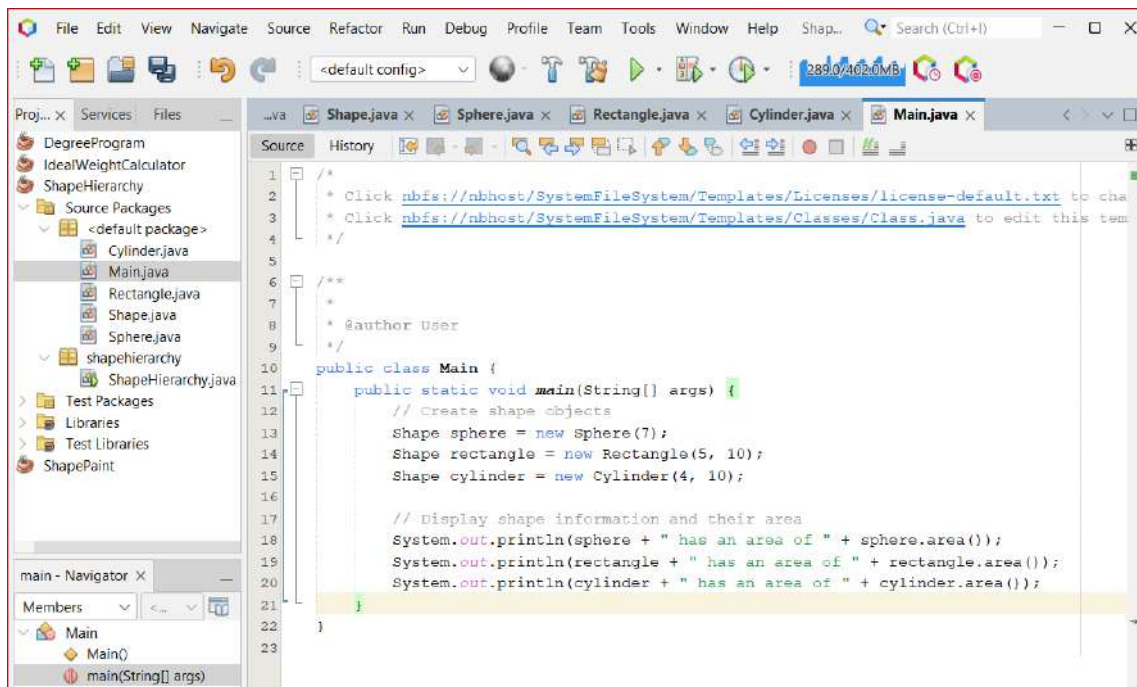 File Edit View Navigate Source Refactor Run Debug Profile Team Tools Window Help Shap... Search (Ctrl+I)
<default config> 289.0/402.0MB
Proj... Services Files
...va Shape.java Sphere.java Rectangle.java Cylinder.java Main.java
Source History
DegreeProgram
IdealWeightCalculator
ShapeHierarchy
Source Packages
<default package>
Cylinder.java
Main.java
Rectangle.java
Shape.java
Sphere.java
shapehierarchy
ShapeHierarchy.java
Test Packages
Libraries
Test Libraries
ShapePaint
main - Navigator
Members <...
Main
Main()
main(String[] args)
1 /*
2 * Click nbfs://nbhost/SystemFileSystem/Templates/Licenses/license-default.txt to cha
3 * Click nbfs://nbhost/SystemFileSystem/Templates/Classes/Class.java to edit this tem
4 */
5
6 /**
7 *
8 * @author User
9 */
10 public class Main {
11 public static void main(String[] args) {
12 // Create shape objects
13 Shape sphere = new Sphere(7);
14 Shape rectangle = new Rectangle(5, 10);
15 Shape cylinder = new Cylinder(4, 10);
16
17 // Display shape information and their area
18 System.out.println(sphere + " has an area of " + sphere.area());
19 System.out.println(rectangle + " has an area of " + rectangle.area());
20 System.out.println(cylinder + " has an area of " + cylinder.area());
21 }
22 }
23